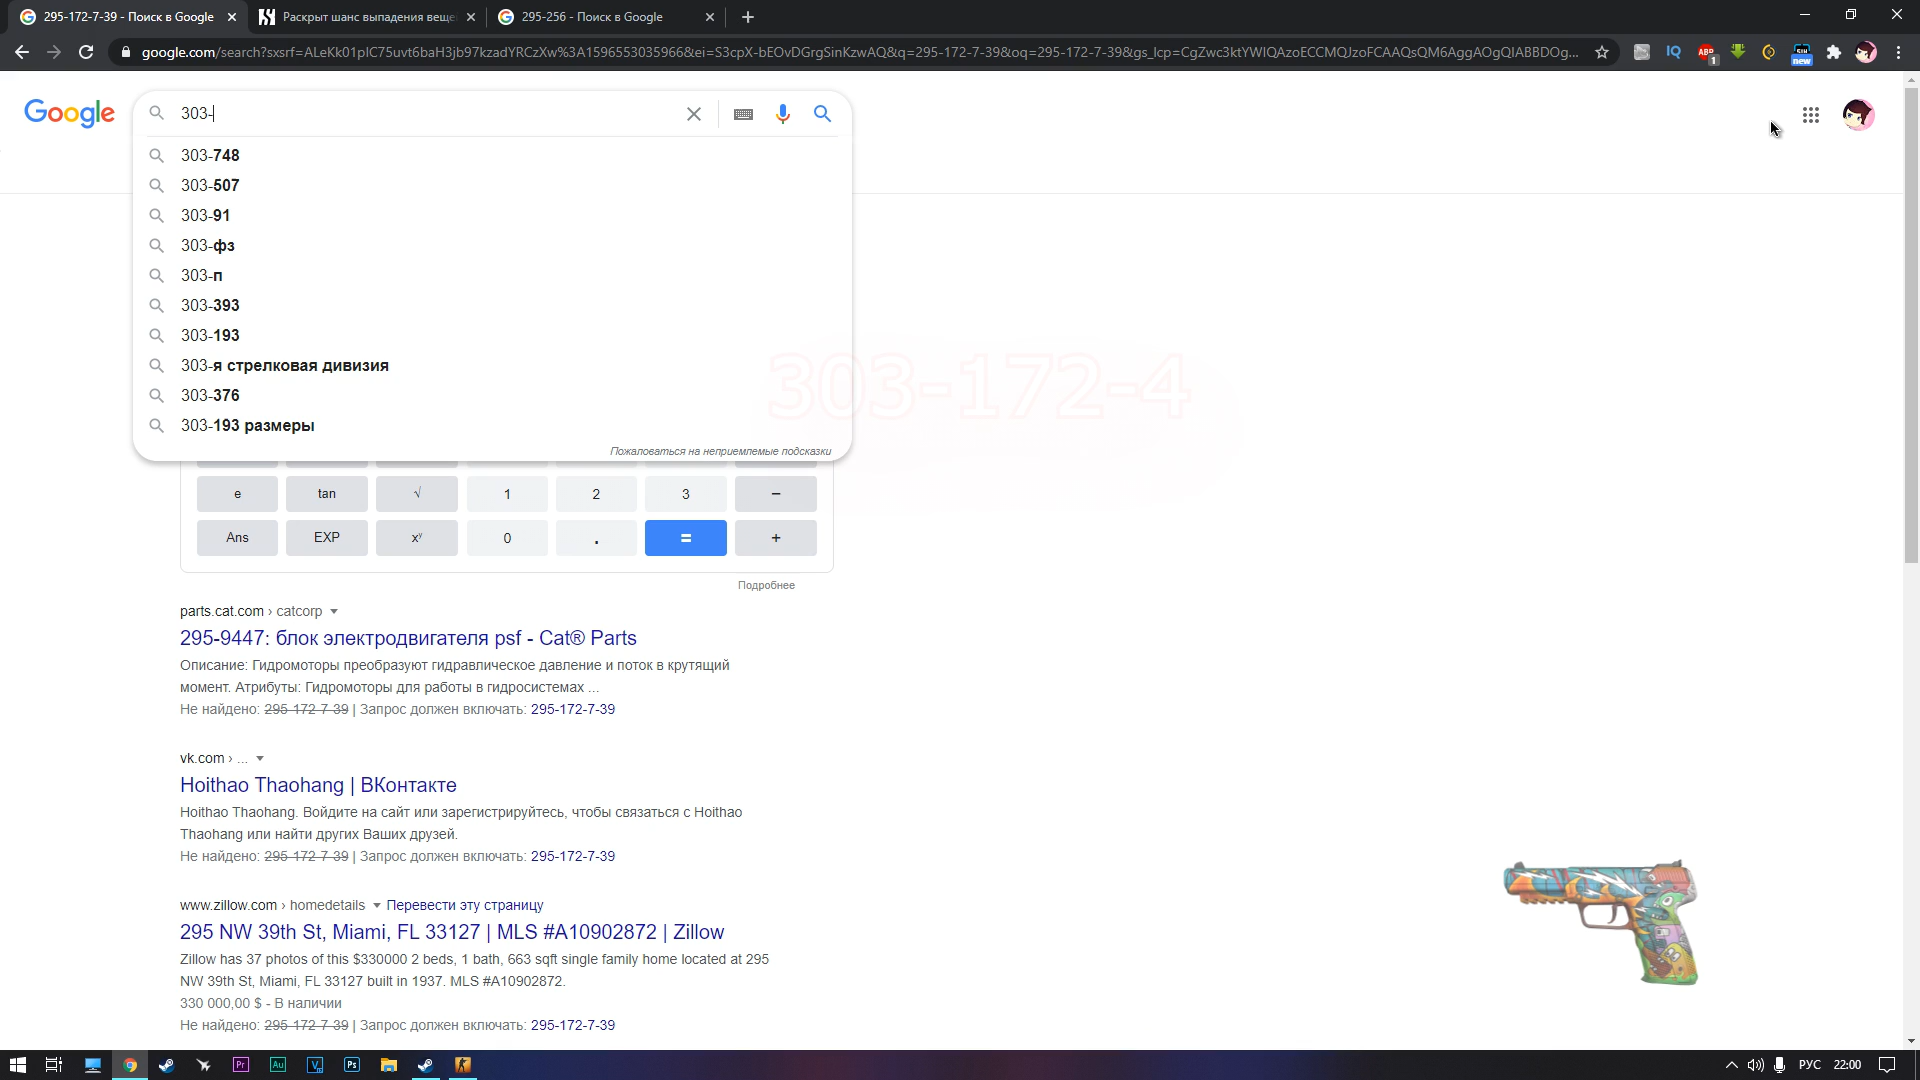 295-172-7-39 - Поиск в Google
Раскрыт шанс выпадения веще
295-256 - Поиск в Google
google.com/search?sxsrf=ALeKk01plC75uvt6baH3jb97kzadYRCzXw%3A1596553035966&ei=S3cpX-bEOvDGrgSinKzwAQ&q=295-172-7-39&oq=295-172-7-39&gs_lcp=CgZwc3ktYWIQAzoECCMQJzoFCAAQsQM6AggAOgQIABBDOg...
IQ
ABP
1
SIH
new
Google
303-
303-748
303-507
303-91
303-фз
303-п
303-393
303-193
303-я стрелковая дивизия
303-376
303-193 размеры
Пожаловаться на неприемлемые подсказки
303-172-4
e tan √ 1 2 3 −
Ans EXP xʸ 0 . = +
Подробнее
parts.cat.com › catcorp
295-9447: блок электродвигателя psf - Cat® Parts
Описание: Гидромоторы преобразуют гидравлическое давление и поток в крутящий
момент. Атрибуты: Гидромоторы для работы в гидросистемах ...
Не найдено: 295-172-7-39 | Запрос должен включать: 295-172-7-39
vk.com › ...
Hoithao Thaohang | ВКонтакте
Hoithao Thaohang. Войдите на сайт или зарегистрируйтесь, чтобы связаться с Hoithao
Thaohang или найти других Ваших друзей.
Не найдено: 295-172-7-39 | Запрос должен включать: 295-172-7-39
www.zillow.com › homedetails Перевести эту страницу
295 NW 39th St, Miami, FL 33127 | MLS #A10902872 | Zillow
Zillow has 37 photos of this $330000 2 beds, 1 bath, 663 sqft single family home located at 295
NW 39th St, Miami, FL 33127 built in 1937. MLS #A10902872.
330 000,00 $ - В наличии
Не найдено: 295-172-7-39 | Запрос должен включать: 295-172-7-39
Pr
Au
Ps
РУС
22:00